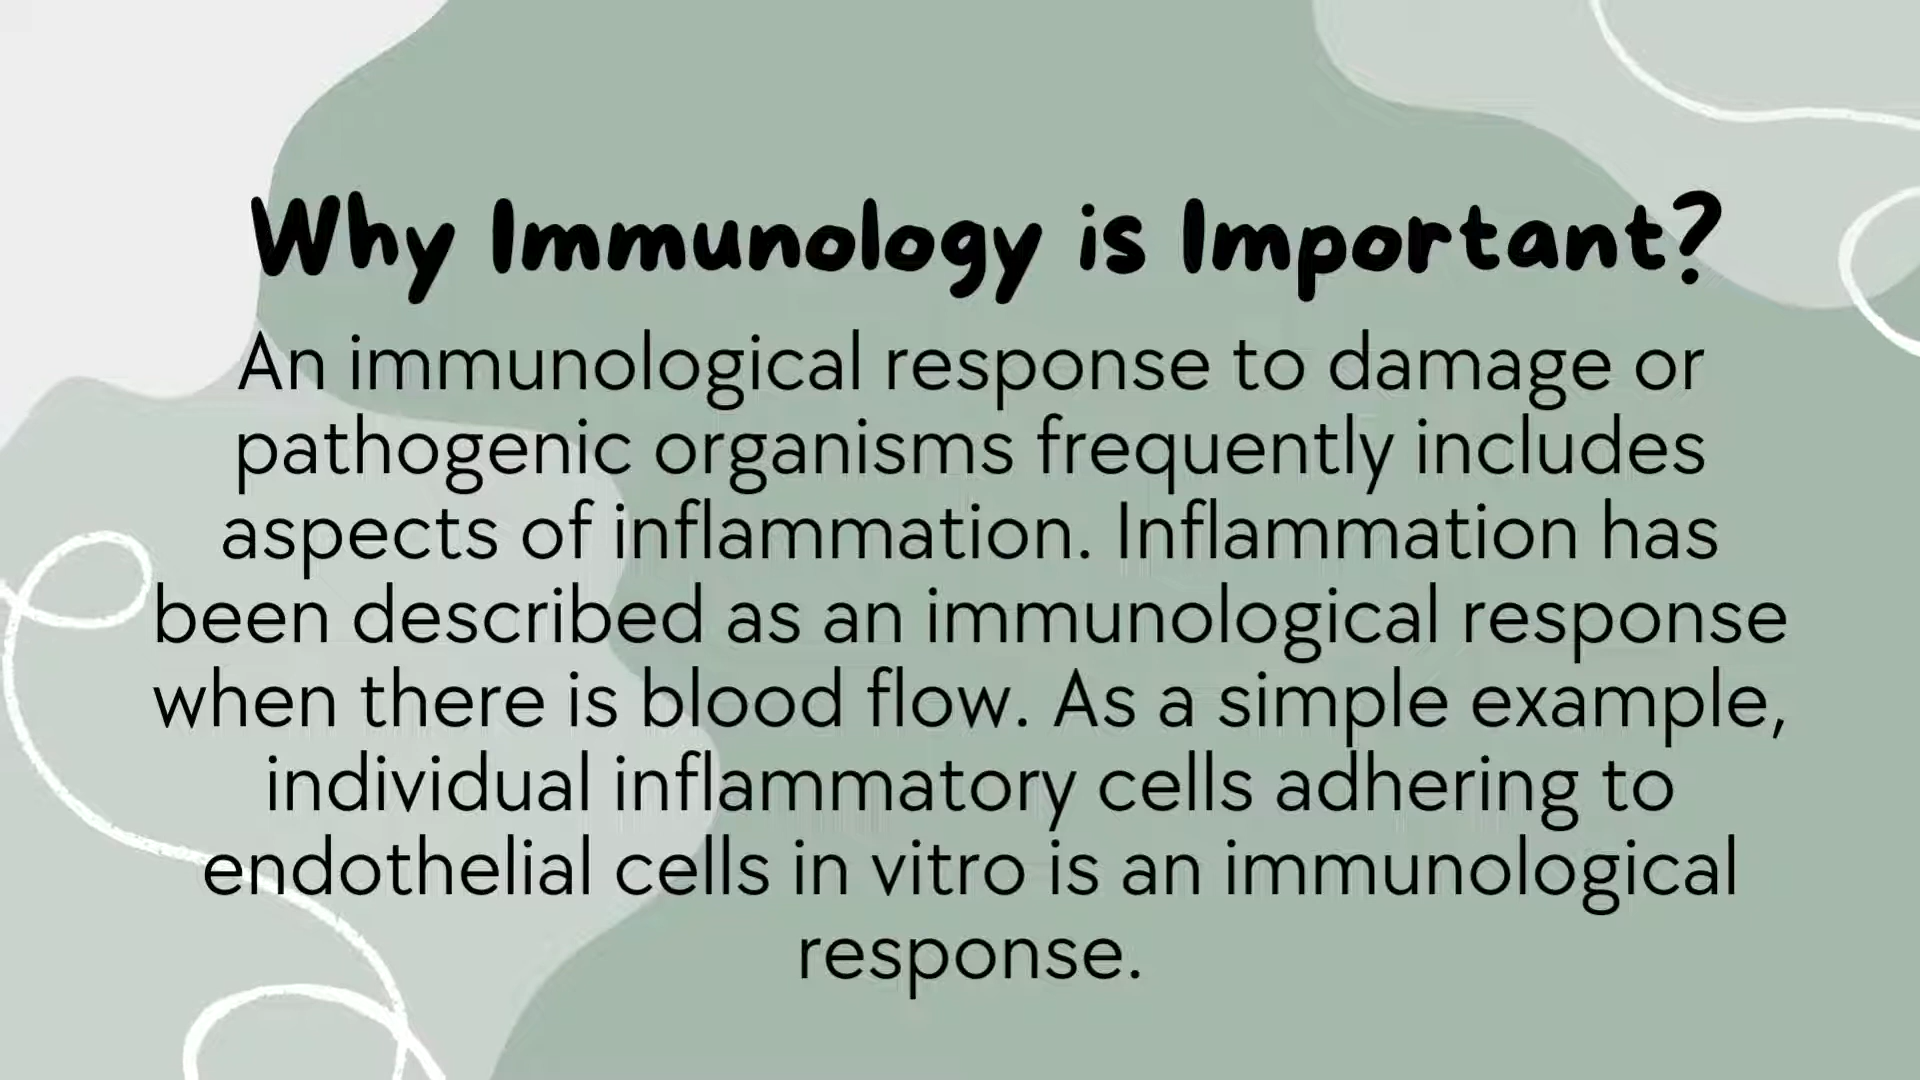 Why Immunology is Important?
An immunological response to damage or
pathogenic organisms frequently includes
aspects of inflammation. Inflammation has
been described as an immunological response
when there is blood flow. As a simple example,
individual inflammatory cells adhering to
endothelial cells in vitro is an immunological
response.